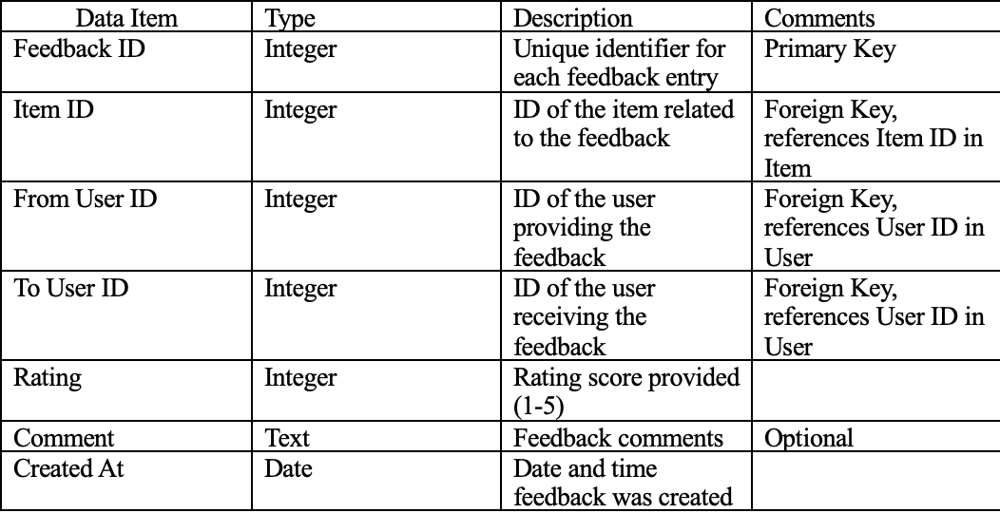 Data Item Type Description Comments
Feedback ID Integer Unique identifier for Primary Key
each feedback entry
Item ID Integer ID of the item related Foreign Key,
to the feedback references Item ID in
Item
From User ID Integer ID of the user Foreign Key,
providing the references User ID in
feedback User
To User ID Integer ID of the user Foreign Key,
receiving the references User ID in
feedback User
Rating Integer Rating score provided
(1-5)
Comment Text Feedback comments Optional
Created At Date Date and time
feedback was created